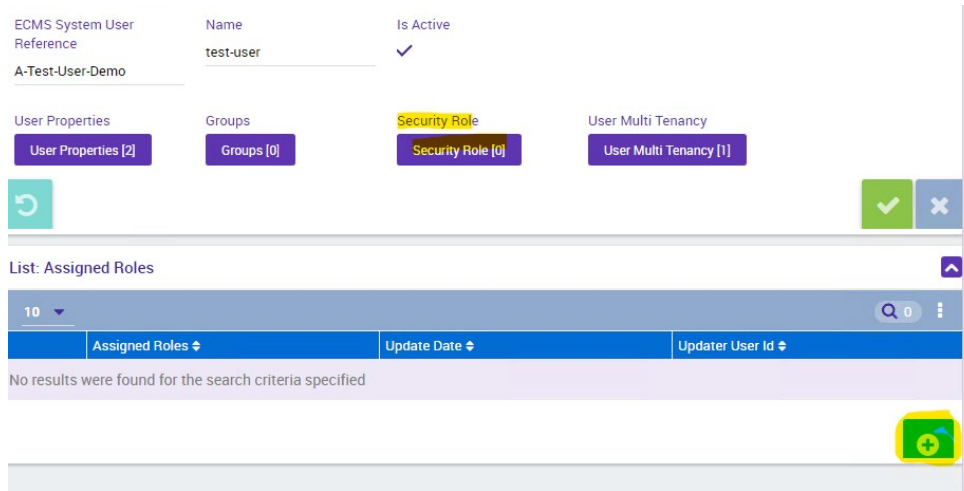 ECMS System User
Reference
Name
Is Active
A-Test-User-Demo
test-user
User Properties
Groups
Security Role
User Multi Tenancy
User Properties [2]
Groups [0]
Security Role [0]
User Multi Tenancy [1]
List: Assigned Roles
10
0
Assigned Roles
Update Date
Updater User Id
No results were found for the search criteria specified